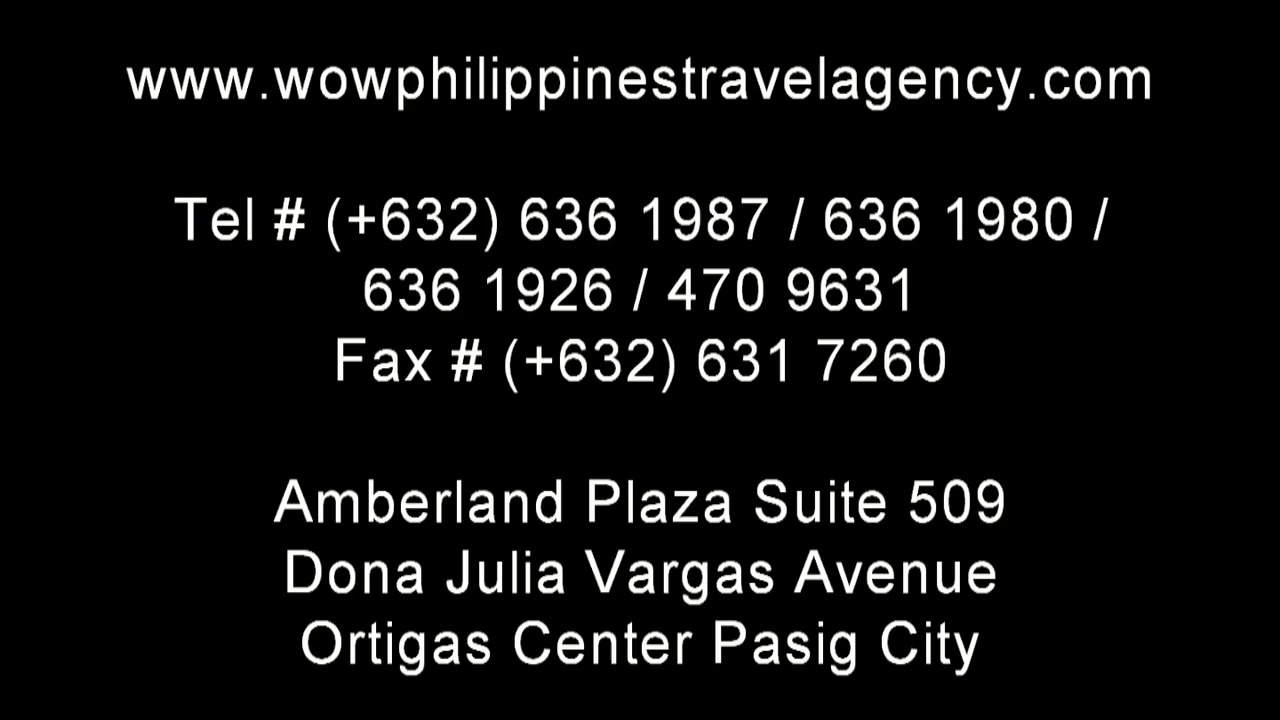 www.wowphilippinestravelagency.com
Tel # (+632) 636 1987 / 636 1980 /
636 1926 / 470 9631
Fax # (+632) 631 7260
Amberland Plaza Suite 509
Dona Julia Vargas Avenue
Ortigas Center Pasig City